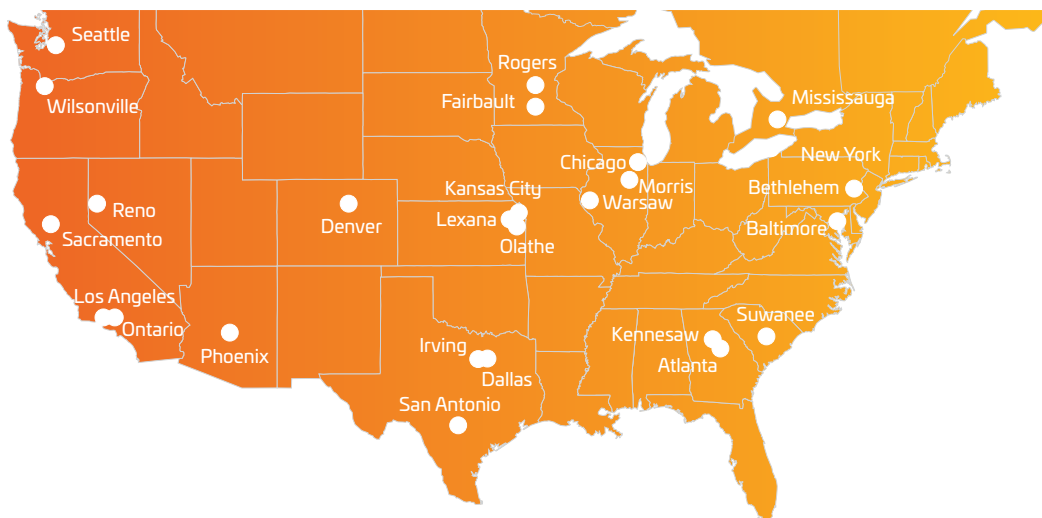 Seattle
Rogers
Wilsonville
Fairbault
Mississauga
New York
Chicago
Kansas City
Morris
Bethlehem
Reno
Denver
Lexana
Warsaw
Sacramento
Olathe
Baltimore
Los Angeles
Ontario
Suwanee
Phoenix
Irving
Kennesaw
Dallas
Atlanta
San Antonio